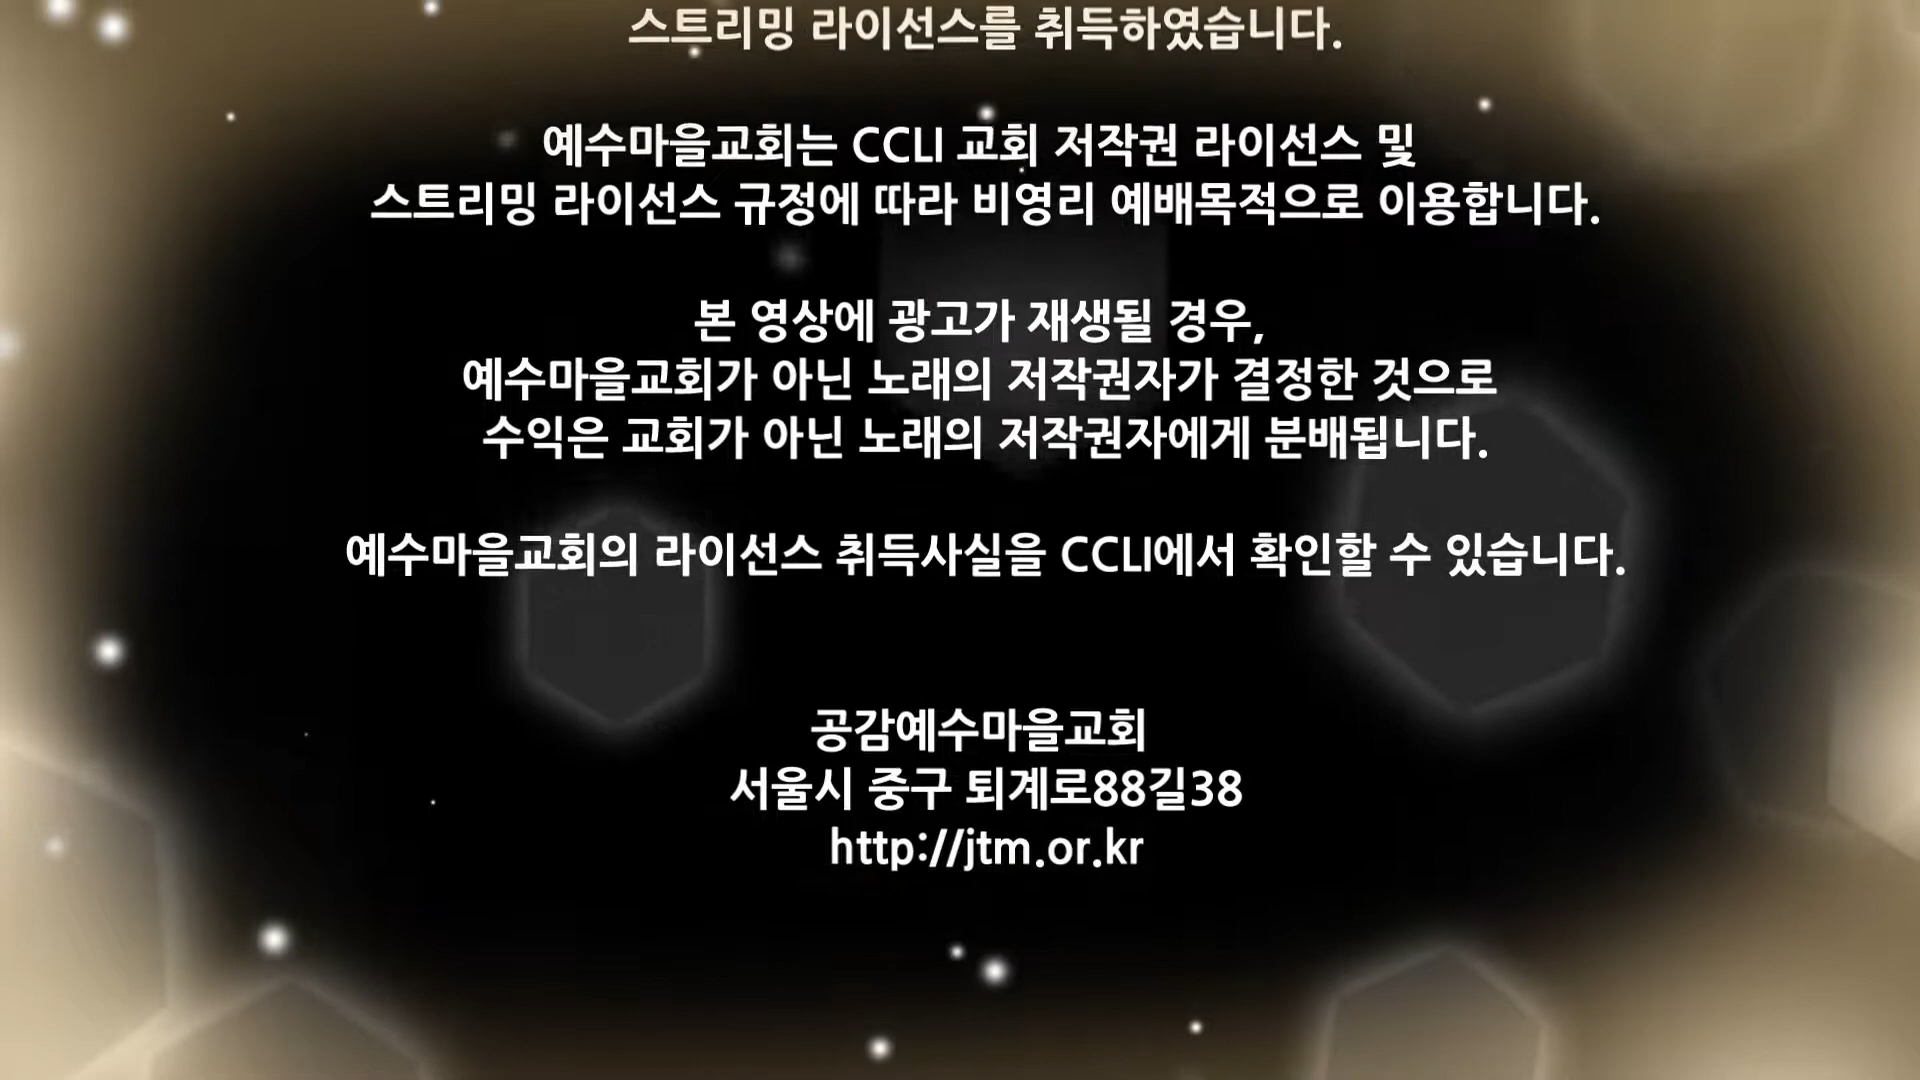 스트리밍 라이선스를 취득하였습니다.
예수마을교회는 CCLI 교회 저작권 라이선스 및
스트리밍 라이선스 규정에 따라 비영리 예배목적으로 이용합니다.
본 영상에 광고가 재생될 경우,
예수마을교회가 아닌 노래의 저작권자가 결정한 것으로
수익은 교회가 아닌 노래의 저작권자에게 분배됩니다.
예수마을교회의 라이선스 취득사실을 CCLI에서 확인할 수 있습니다.
공감예수마을교회
서울시 중구 퇴계로88길38
http://jtm.or.kr